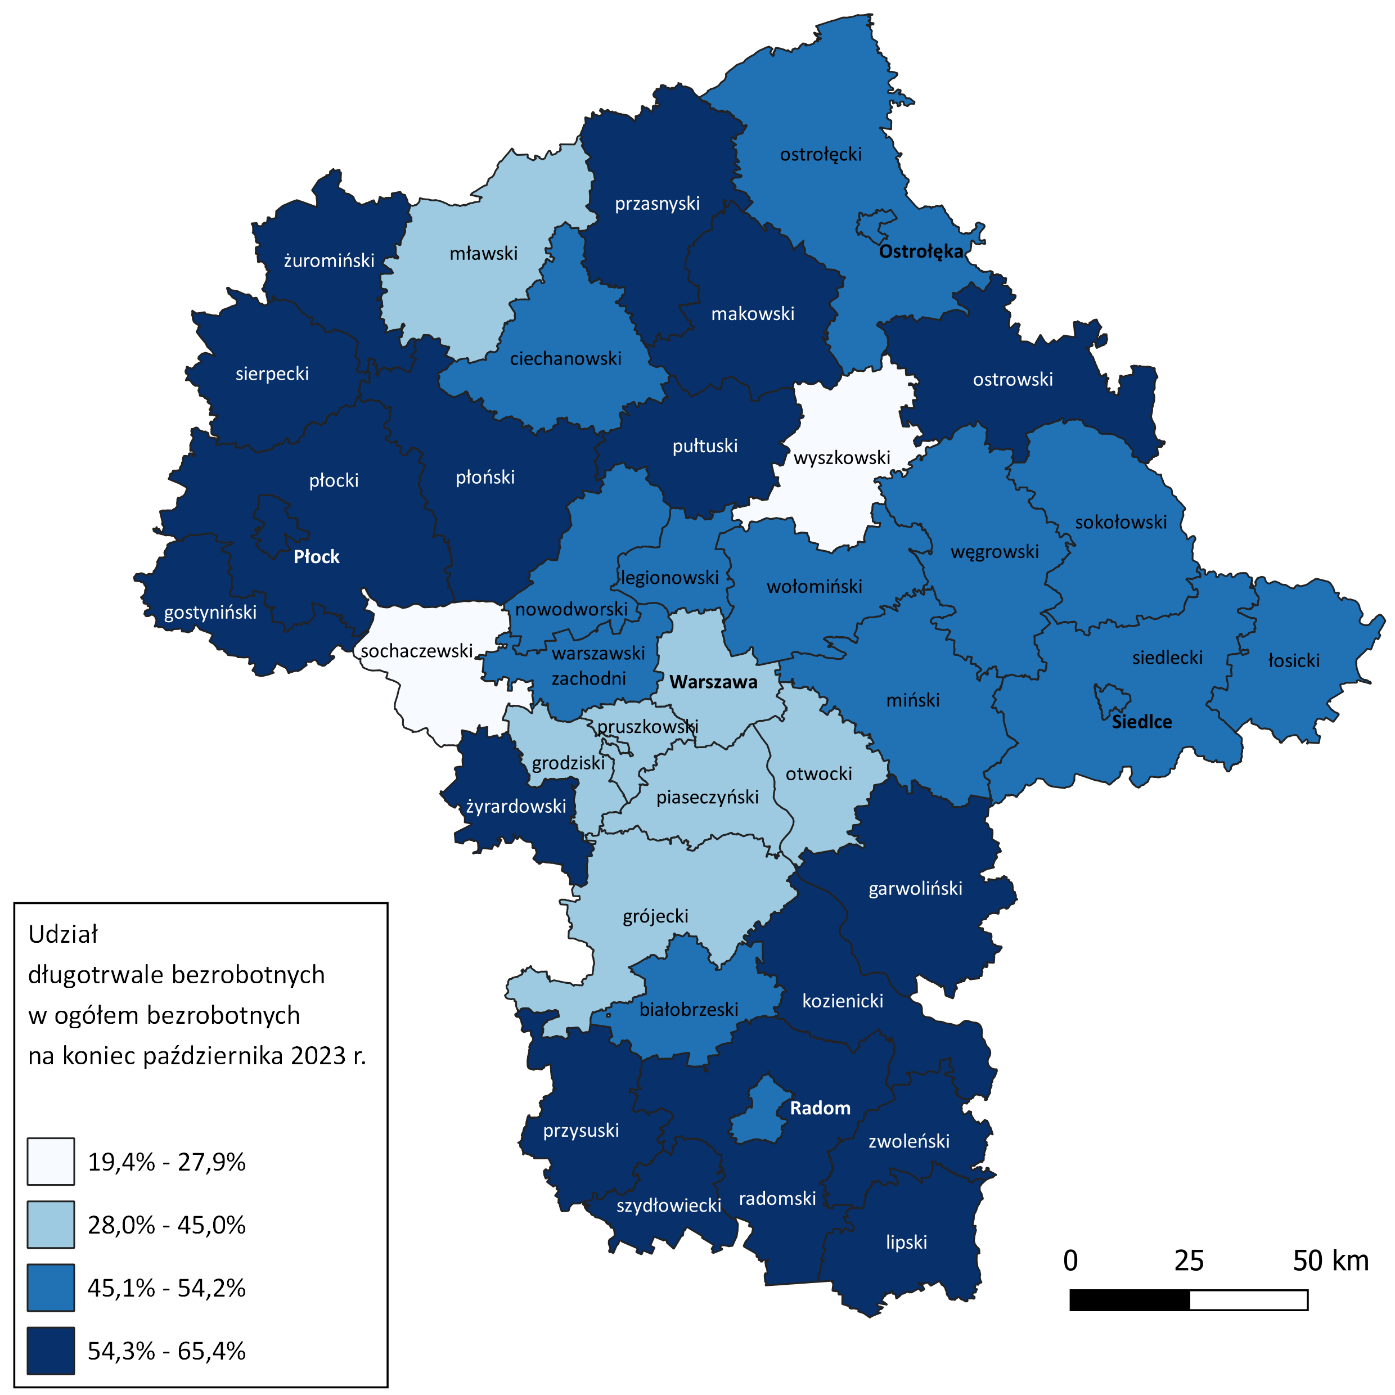 ostrołęcki
przasnyski
Ostrołęka
mławski
żuromiński
makowski
ciechanowski
sierpecki
ostrowski
pułtuski
wyszkowski
płocki
płoński
sokołowski
węgrowski
Płock
legionowski
wołomiński
nowodworski
gostyniński
sochaczewski
warszawski
zachodni
siedlecki
łosicki
Warszawa
miński
Siedlce
pruszkowski
grodziski
otwocki
piaseczyński
żyrardowski
garwoliński
grójecki
kozienicki
białobrzeski
Radom
przysuski
zwoleński
radomski
szydłowiecki
lipski
Udział
długotrwale bezrobotnych
w ogółem bezrobotnych
na koniec października 2023 r.
19,4% - 27,9%
28,0% - 45,0%
45,1% - 54,2%
54,3% - 65,4%
0 25 50 km